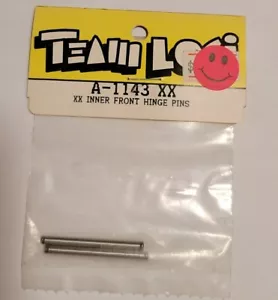 TEAM LOSi
A-1143 XX
XX INNER FRONT HINGE PINS